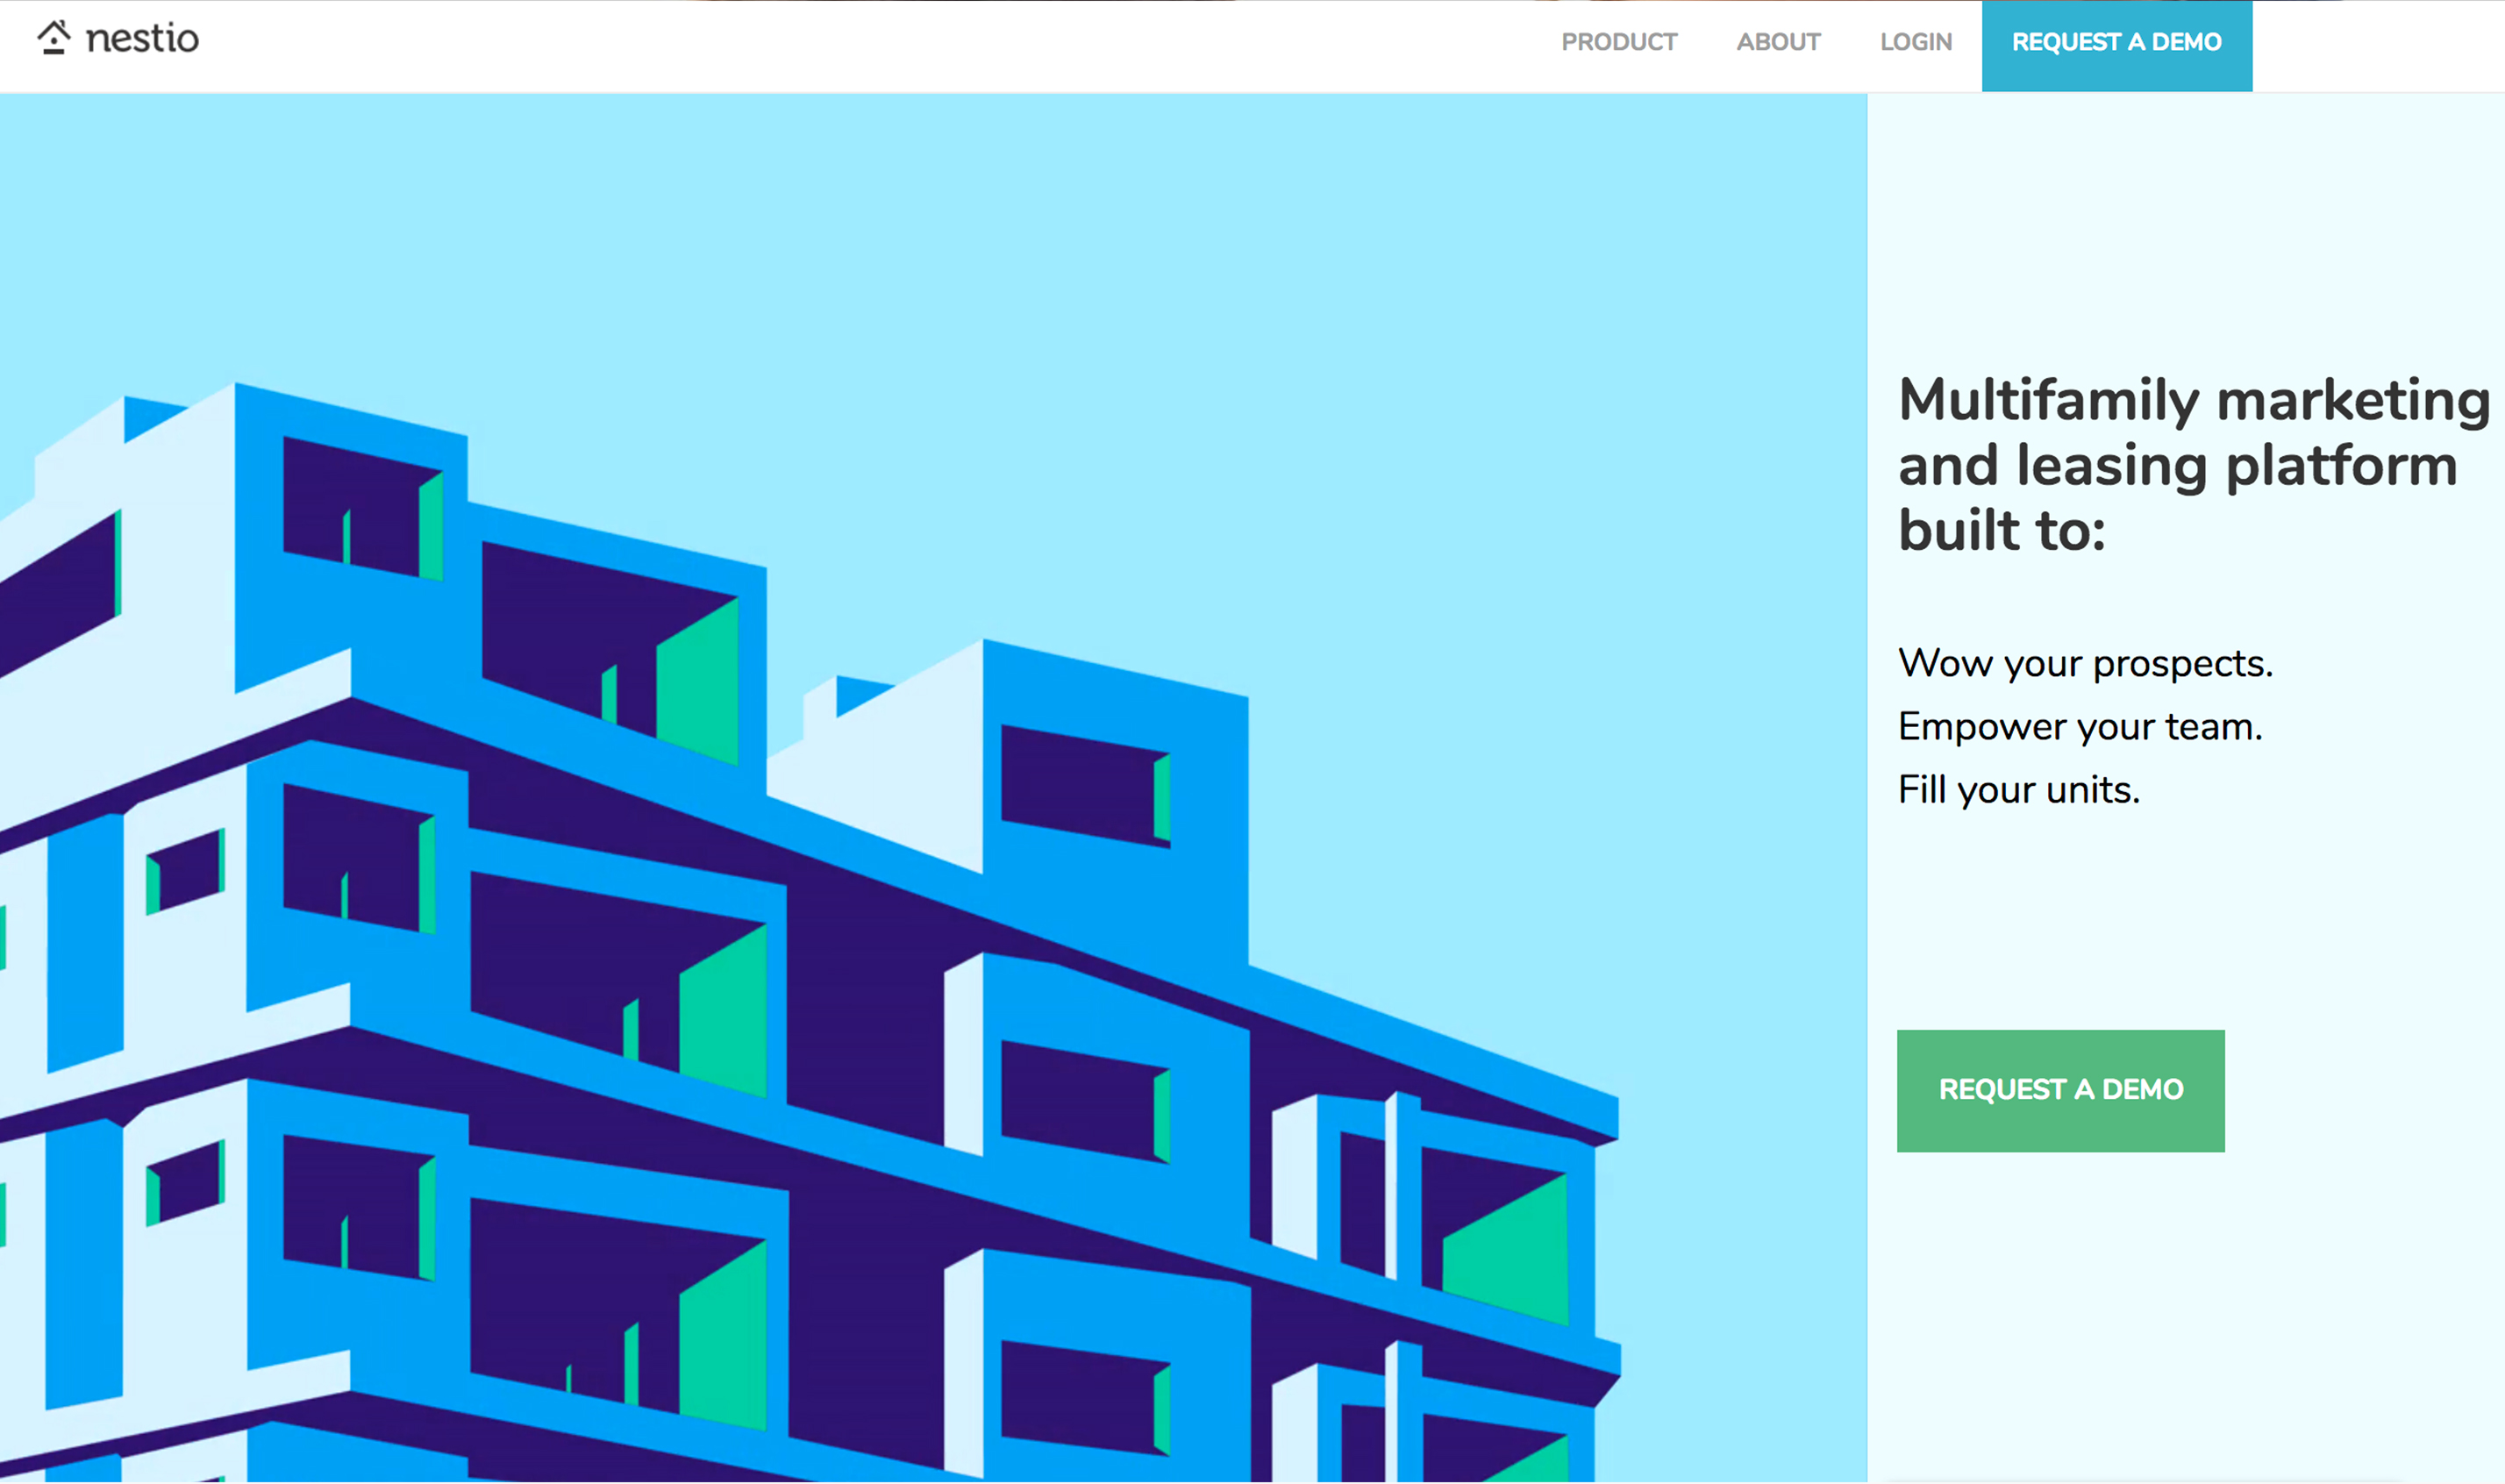 nestio
PRODUCT ABOUT LOGIN REQUEST A DEMO
Multifamily marketing
and leasing platform
built to:
Wow your prospects.
Empower your team.
Fill your units.
REQUEST A DEMO